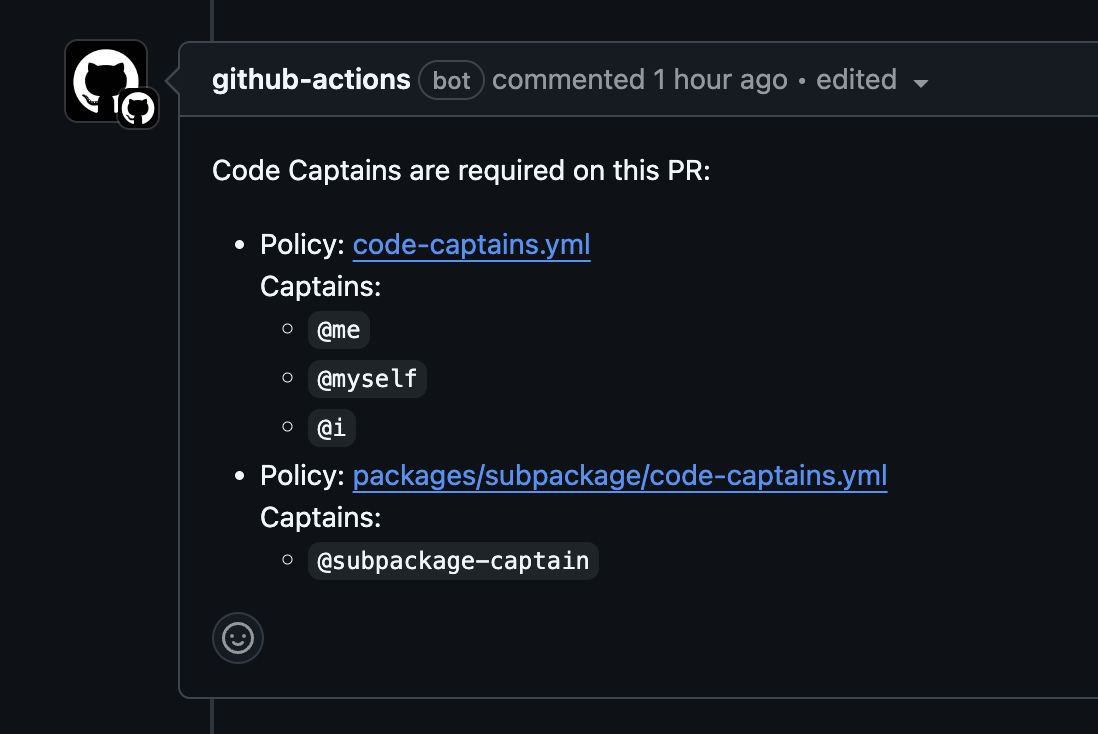 github-actions bot commented 1 hour ago • edited
Code Captains are required on this PR:
• Policy: code-captains.yml
Captains:
◦ @me
◦ @myself
◦ @i
• Policy: packages/subpackage/code-captains.yml
Captains:
◦ @subpackage-captain